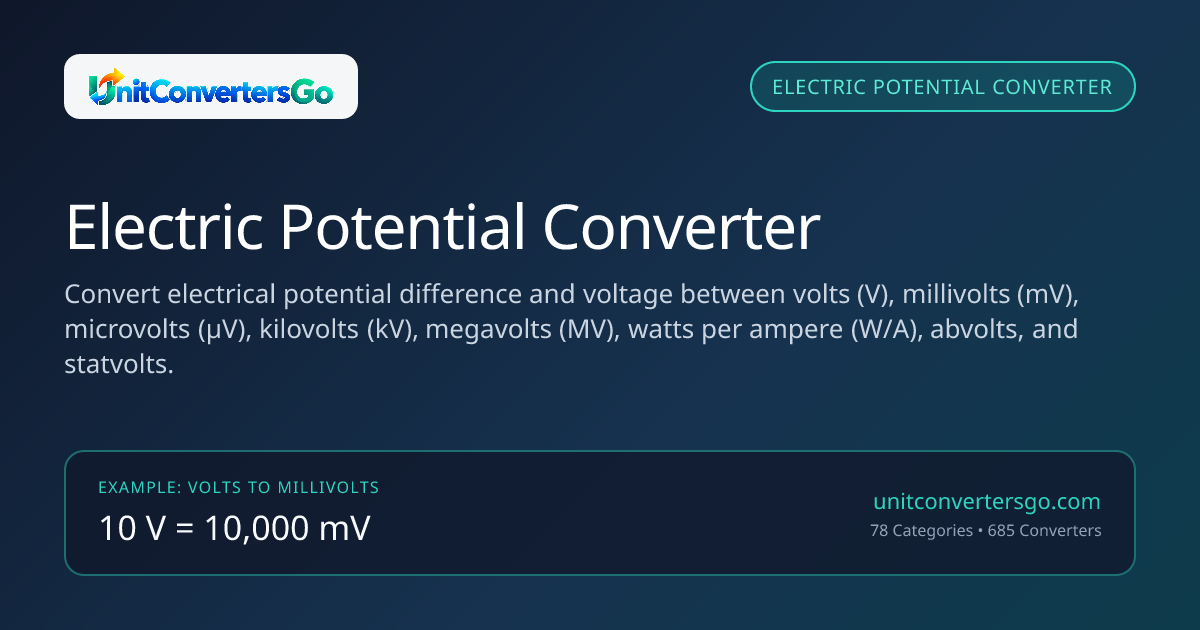 UnitConvertersGo
ELECTRIC POTENTIAL CONVERTER
Electric Potential Converter
Convert electrical potential difference and voltage between volts (V), millivolts (mV),
microvolts (μV), kilovolts (kV), megavolts (MV), watts per ampere (W/A), abvolts, and
statvolts.
EXAMPLE: VOLTS TO MILLIVOLTS
10 V = 10,000 mV
unitconvertersgo.com
78 Categories • 685 Converters